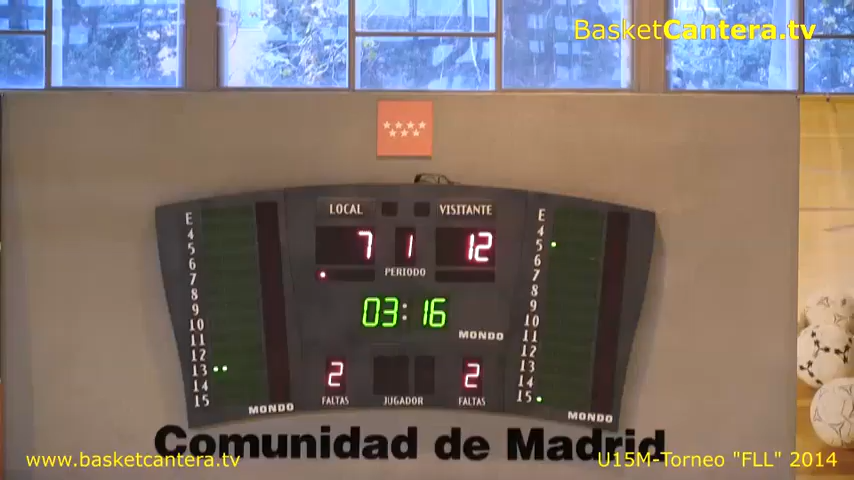 BasketCantera.tv
LOCAL VISITANTE
7 1 12
PERIODO
03:16
MONDO
2 2
FALTAS JUGADOR FALTAS
E
4
5
6
7
8
9
10
11
12
13
14
15
MONDO
E
4
5
6
7
8
9
10
11
12
13
14
15
MONDO
Comunidad de Madrid
www.basketcantera.tv
U15M-Torneo "FLL" 2014